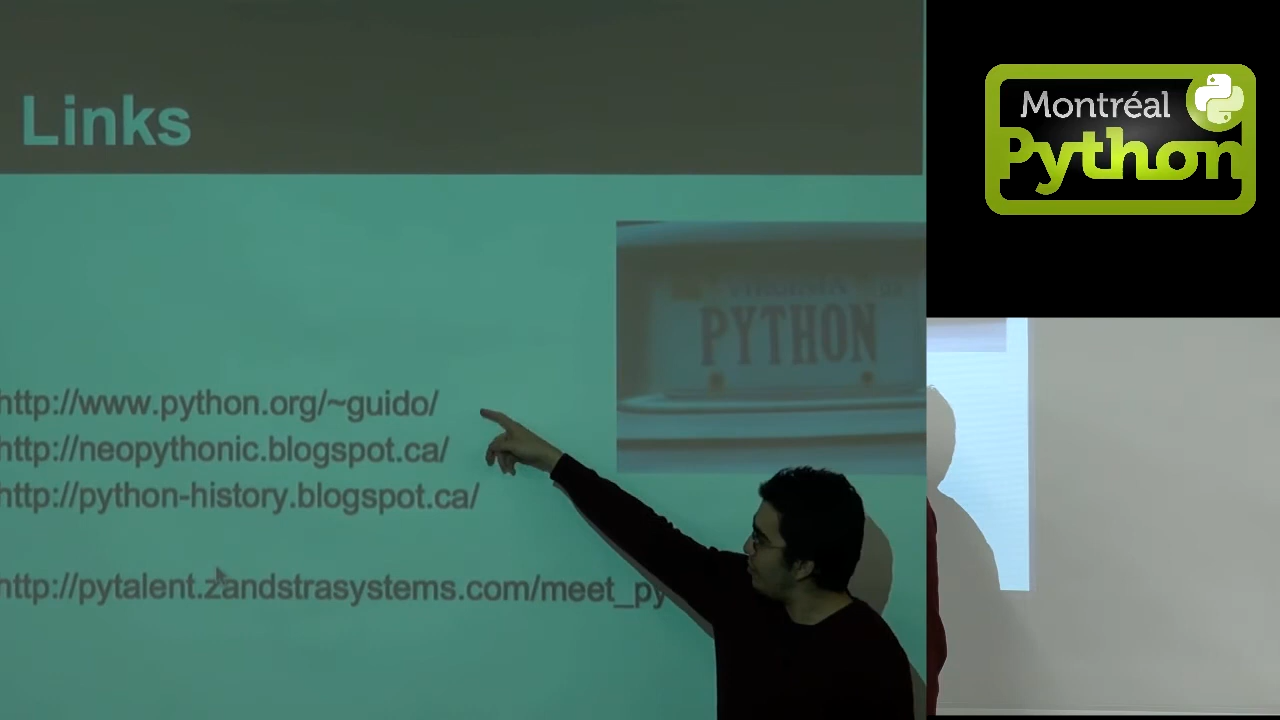 Links
PYTHON
http://www.python.org/~guido/
http://neopythonic.blogspot.ca/
http://python-history.blogspot.ca/
http://pytalent.zandstrasystems.com/meet_py
Montréal
Python